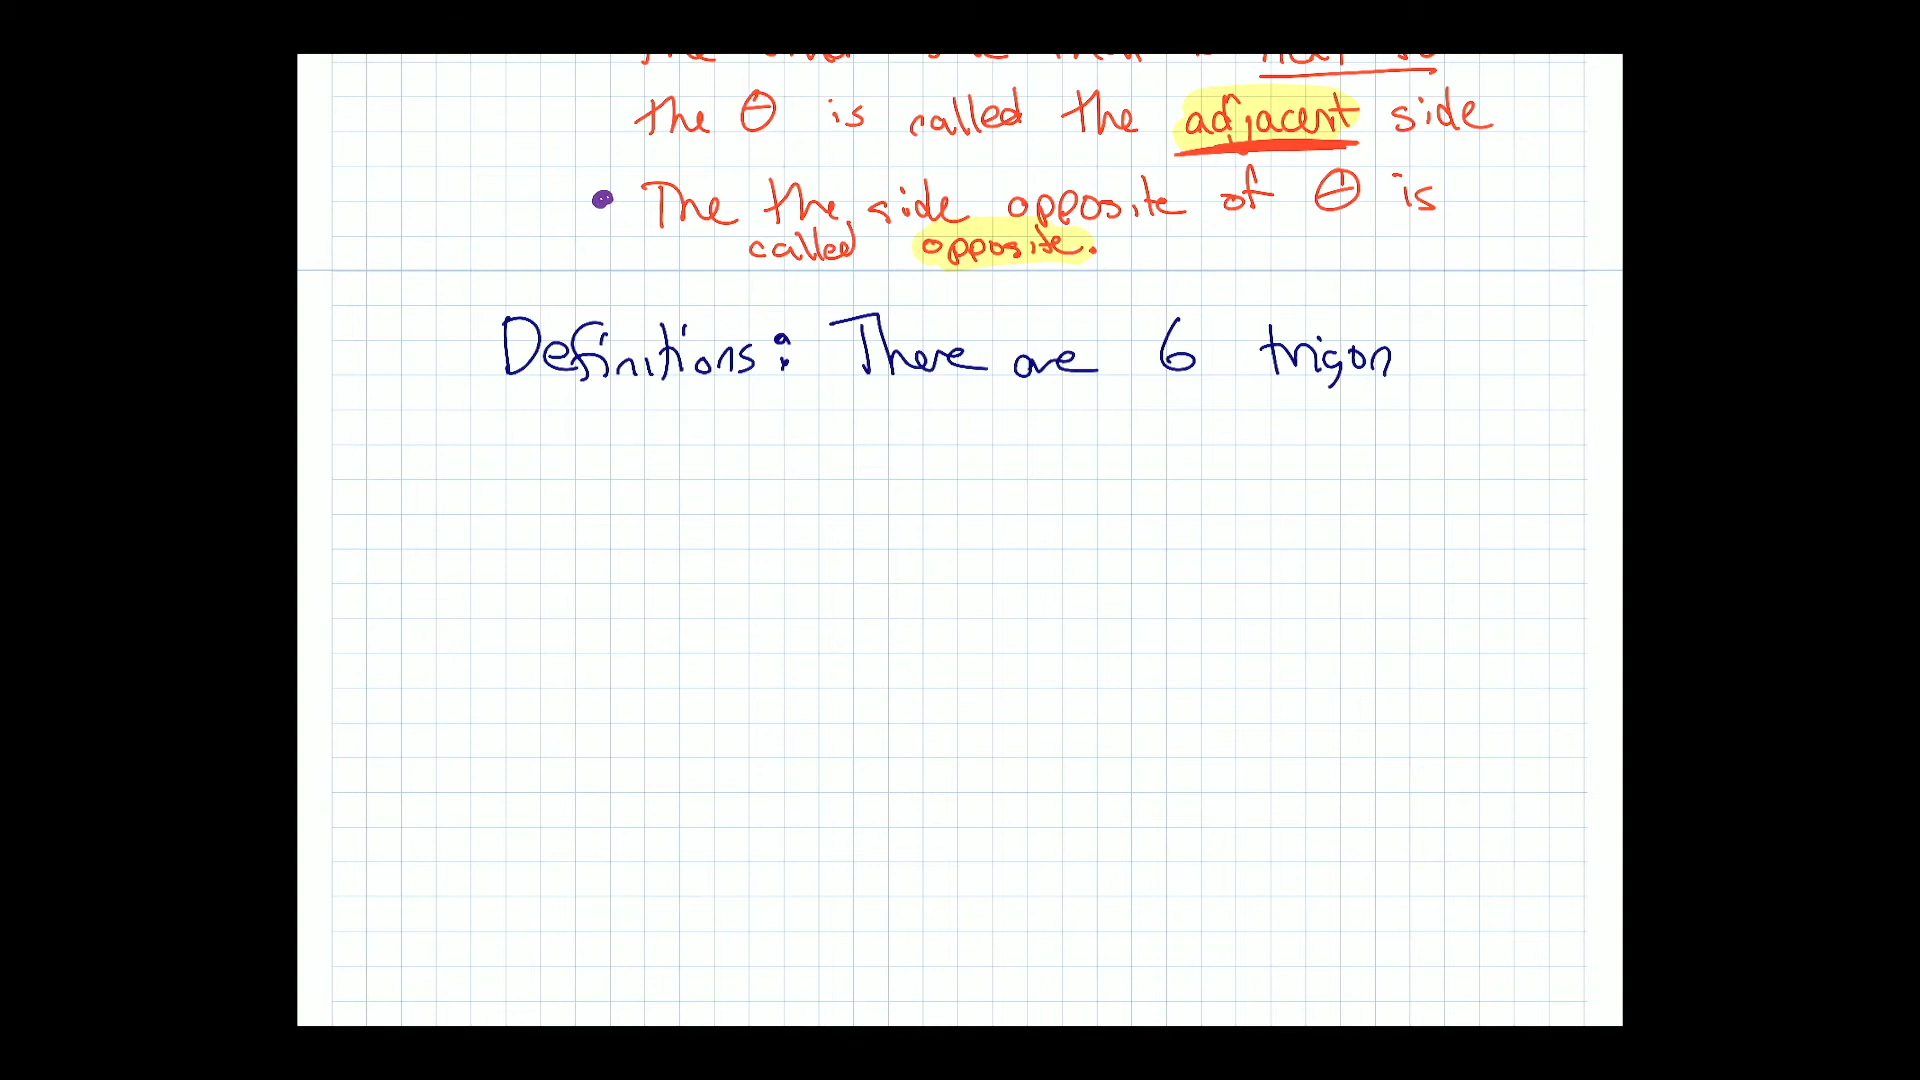 the θ is called the adjacent side
• The the side opposite of θ is
called opposite.
Definitions: There are 6 trigon